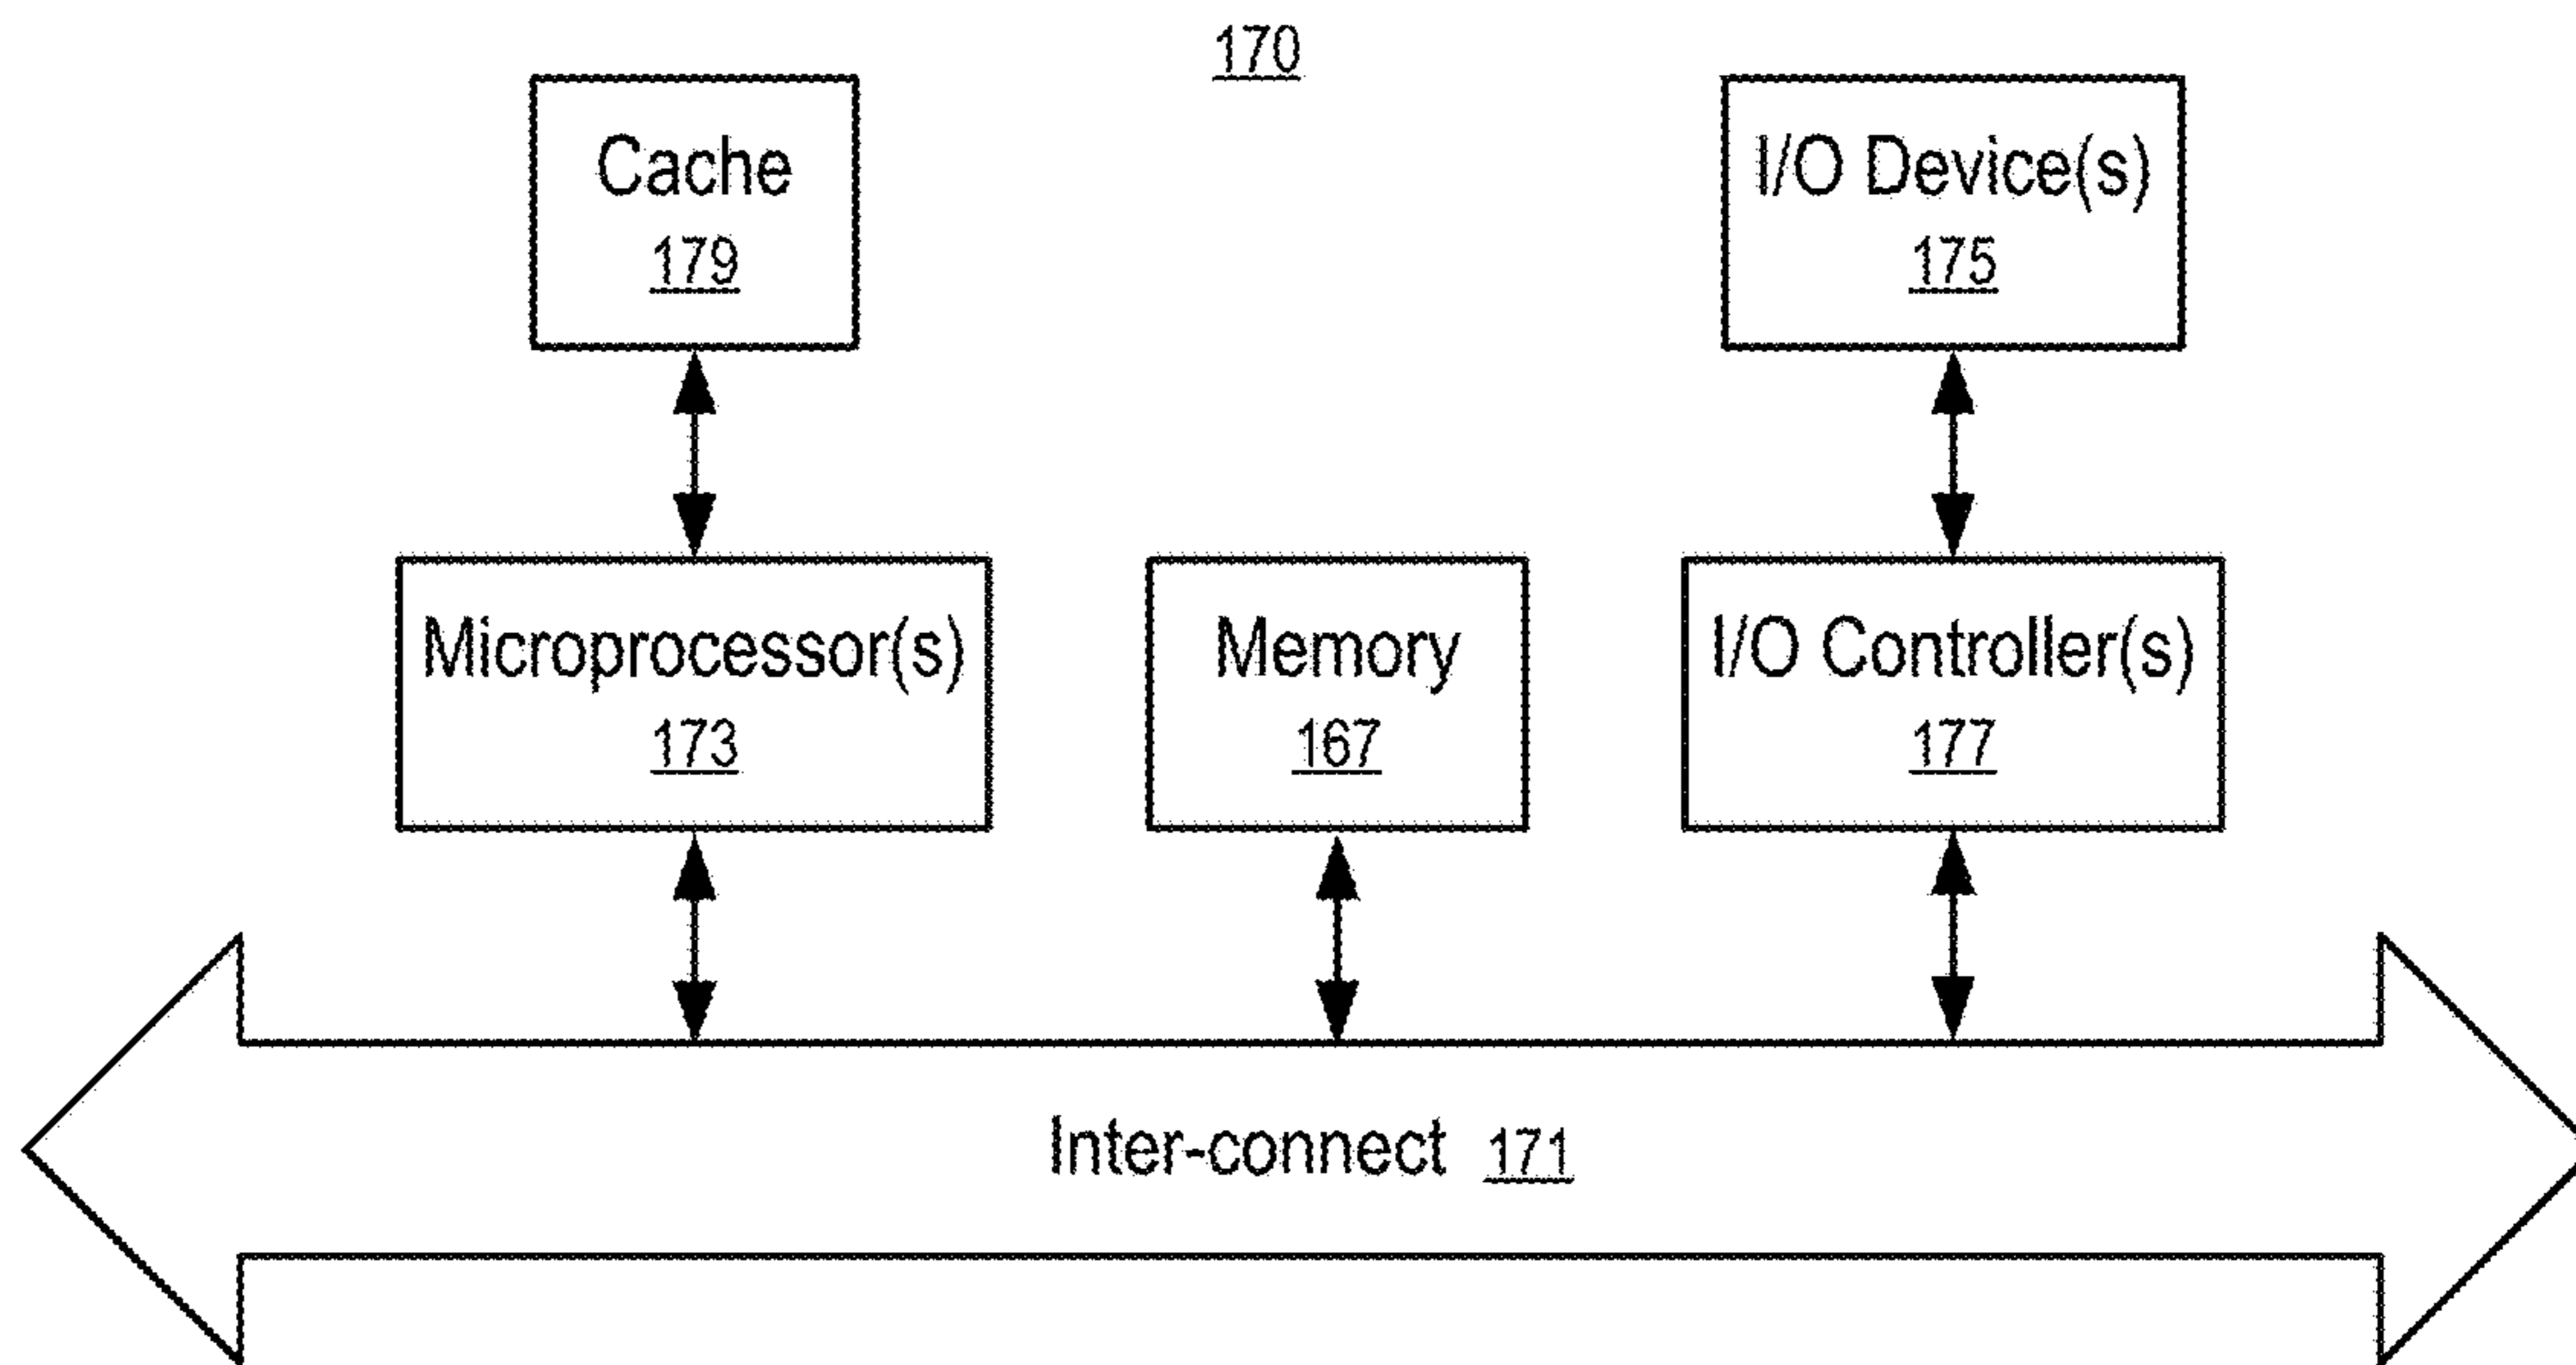 170
Cache
179
I/O Device(s)
175
Microprocessor(s)
173
Memory
167
I/O Controller(s)
177
Inter-connect 171